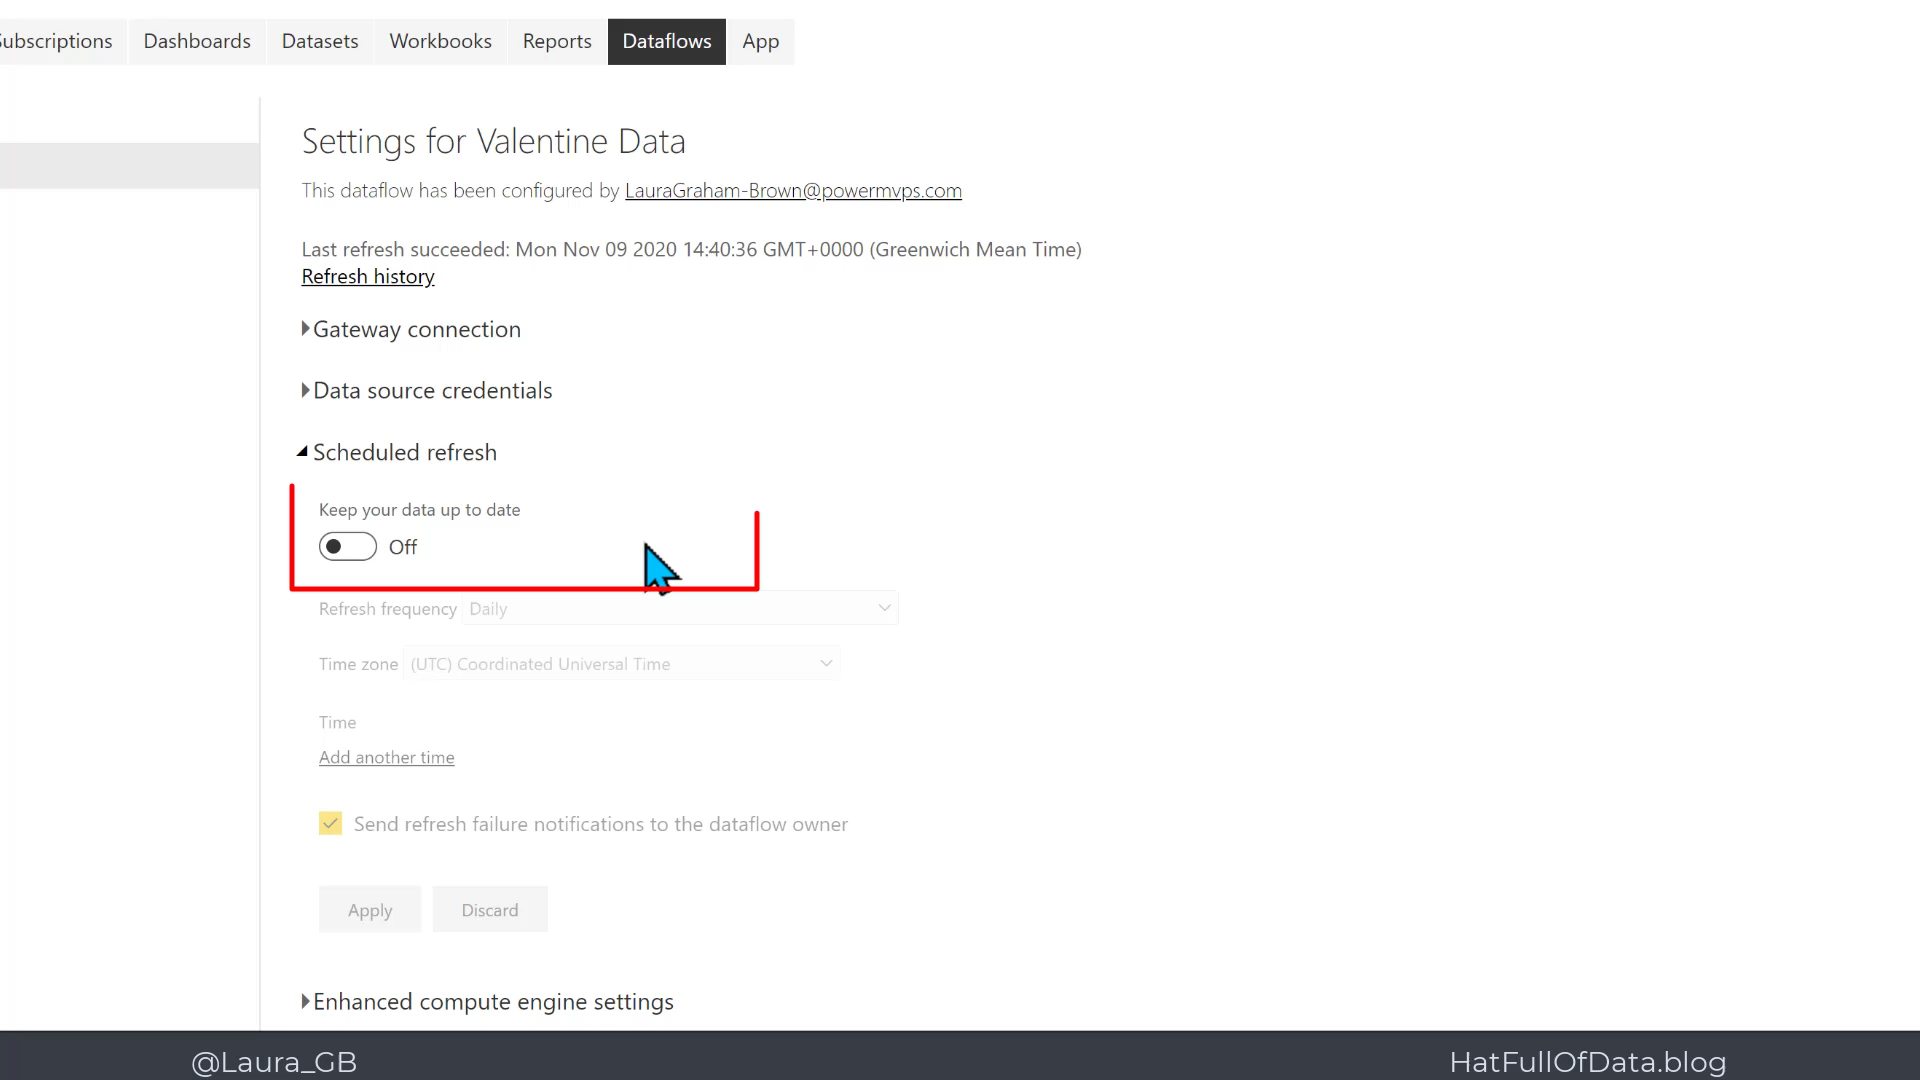 ubscriptions Dashboards Datasets Workbooks Reports Dataflows App
Settings for Valentine Data
This dataflow has been configured by LauraGraham-Brown@powermvps.com
Last refresh succeeded: Mon Nov 09 2020 14:40:36 GMT+0000 (Greenwich Mean Time)
Refresh history
Gateway connection
Data source credentials
Scheduled refresh
Keep your data up to date
Off
Refresh frequency Daily
Time zone (UTC) Coordinated Universal Time
Time
Add another time
Send refresh failure notifications to the dataflow owner
Apply Discard
Enhanced compute engine settings
@Laura_GB HatFullOfData.blog